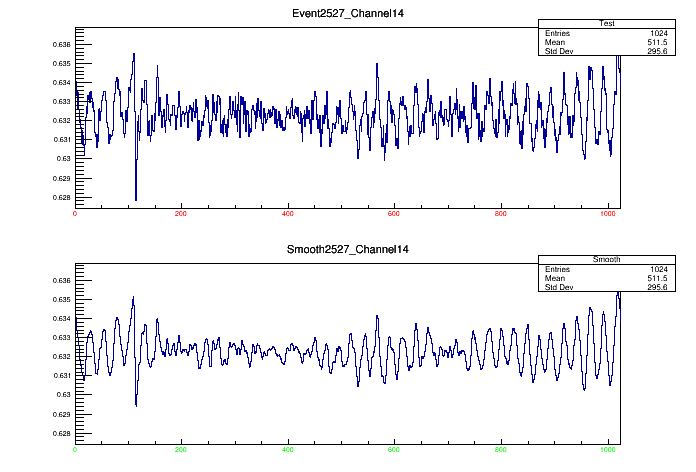 Event2527_Channel14
Test
Entries 1024
Mean 511.5
Std Dev 295.6
0.636
0.635
0.634
0.633
0.632
0.631
0.63
0.629
0.628
0 200 400 600 800 1000
Smooth2527_Channel14
Smooth
Entries 1024
Mean 511.5
Std Dev 295.6
0.636
0.635
0.634
0.633
0.632
0.631
0.63
0.629
0.628
0 200 400 600 800 1000